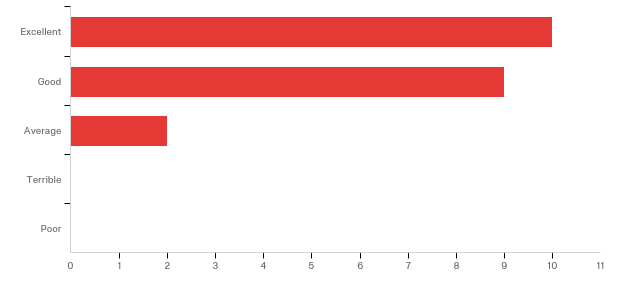 Excellent
Good
Average
Terrible
Poor
0 1 2 3 4 5 6 7 8 9 10 11